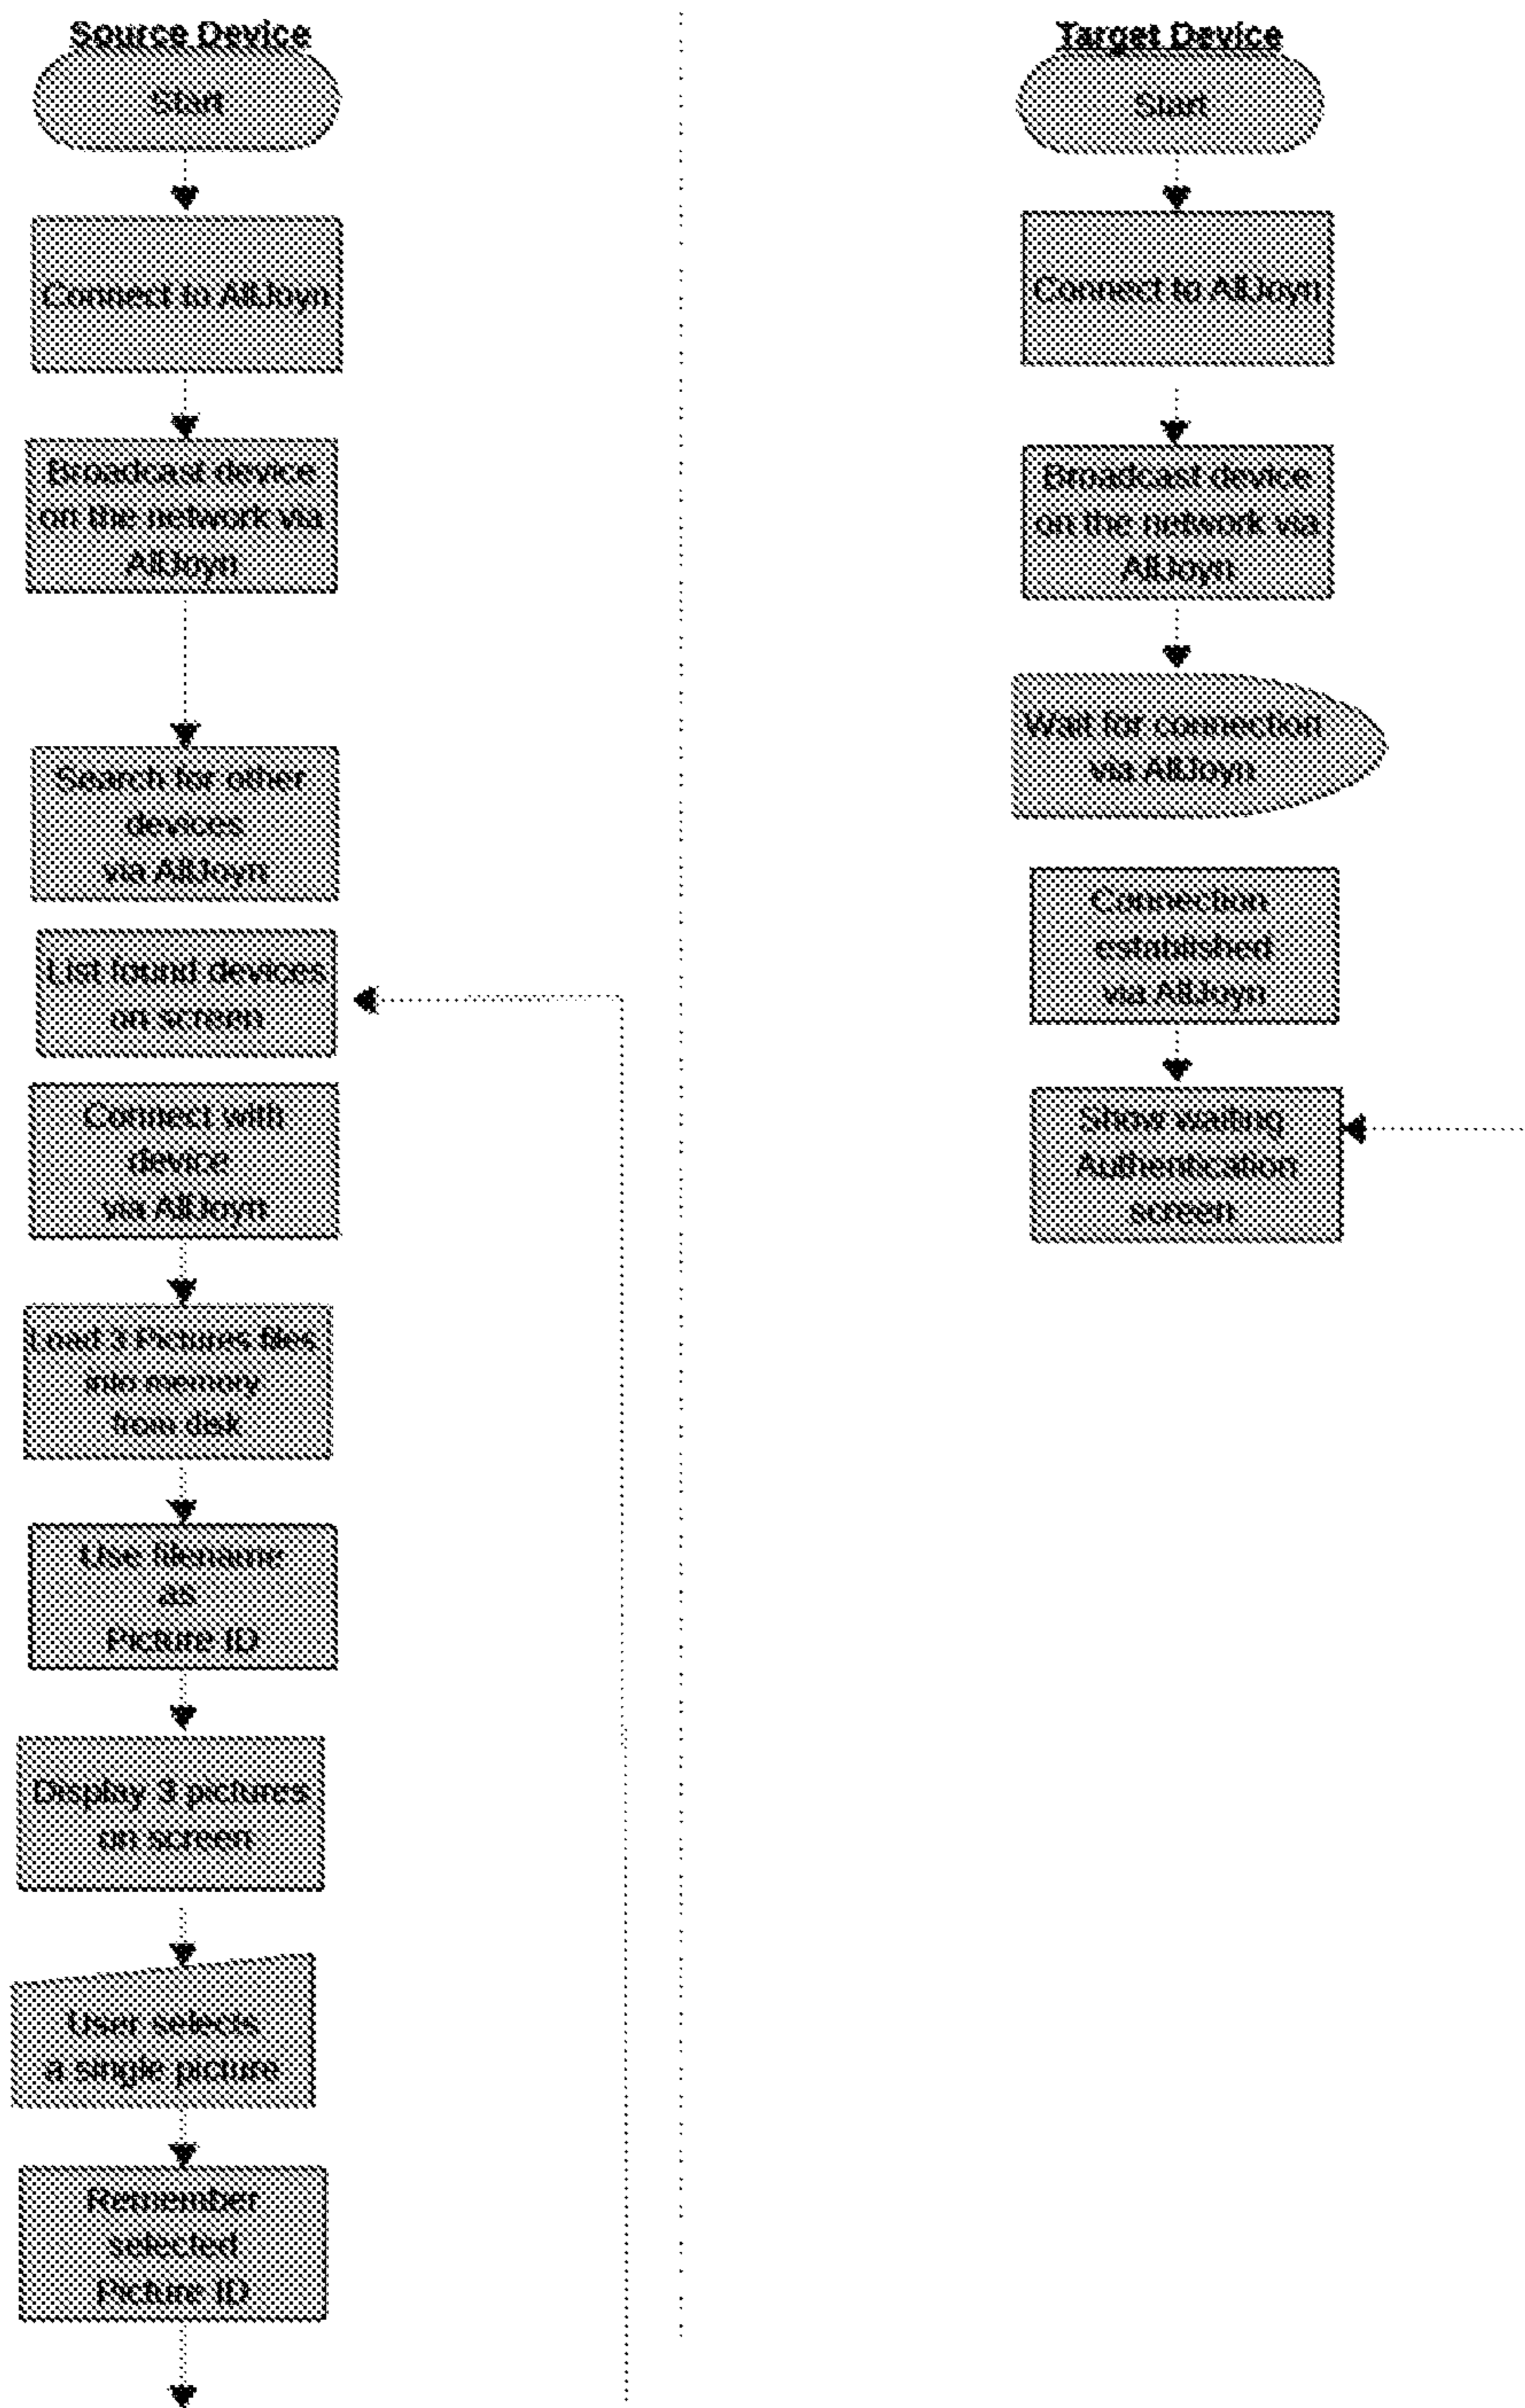 Source Device
Start
Connect to AllJoyn
Broadcast device
on the network via
AllJoyn
Search for other
devices
via AllJoyn
List found devices
on screen
Connect with
device
via AllJoyn
Load 3 Pictures files
into memory
from disk
Use filename
as
Picture ID
Display 3 pictures
on screen
User selects
a single picture
Remember
selected
Picture ID
Target Device
Start
Connect to AllJoyn
Broadcast device
on the network via
AllJoyn
Wait for connection
via AllJoyn
Connection
established
via AllJoyn
Show waiting
Authentication
screen